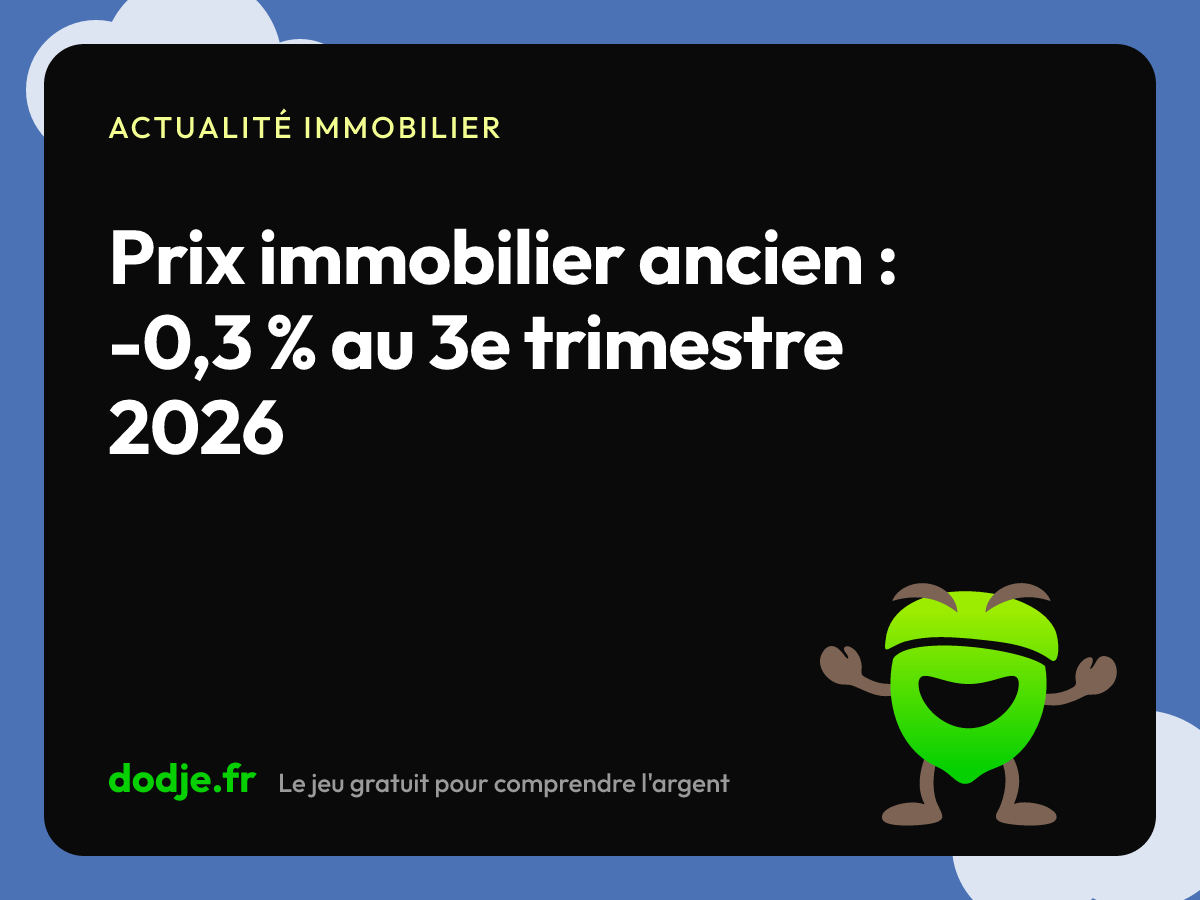 ACTUALITÉ IMMOBILIER
Prix immobilier ancien :
-0,3 % au 3e trimestre
2026
dodje.fr Le jeu gratuit pour comprendre l'argent